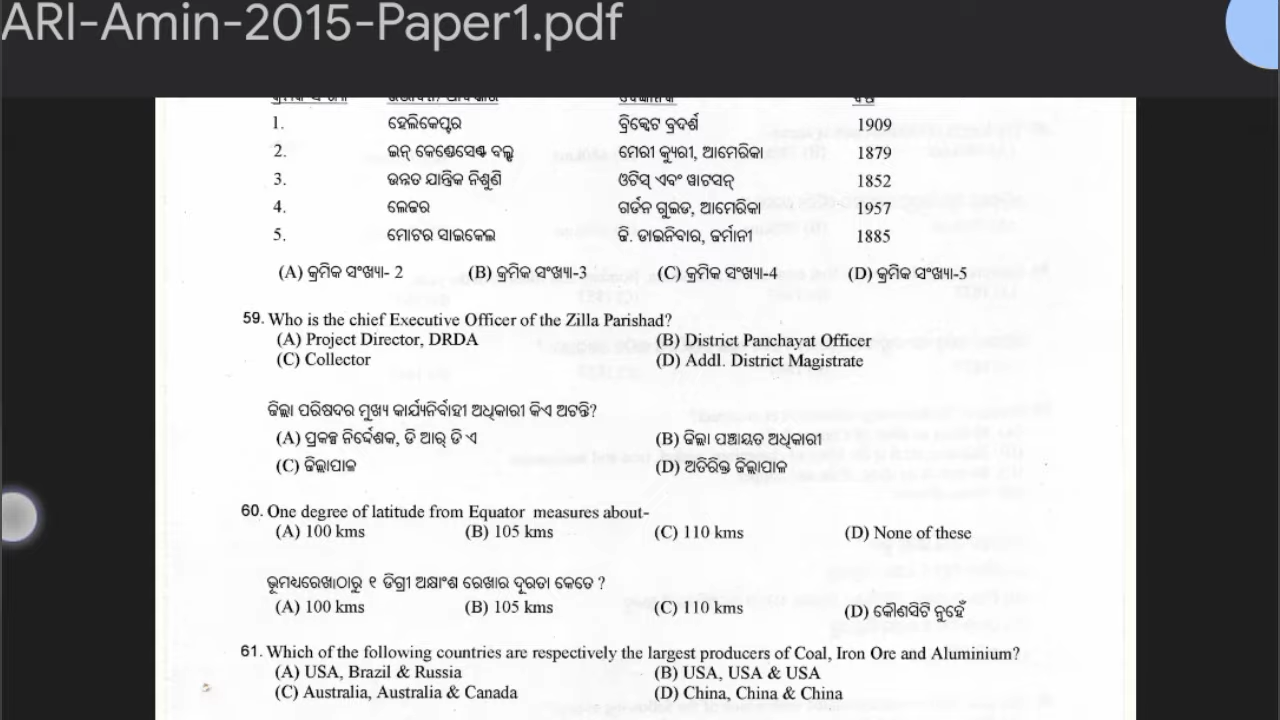 ARI-Amin-2015-Paper1.pdf
1. ହେଲିକେପ୍ଟର ବ୍ରିକ୍ୱେଟ ବ୍ରଦର୍ଶ 1909
2. ଇନ୍ କେଣ୍ଡେସେଣ୍ଟ ବଲ୍ବ ମେରୀ କ୍ୟୁରୀ, ଆମେରିକା 1879
3. ଉନ୍ନତ ଯାନ୍ତ୍ରିକ ନିଶୁଣି ଓଟିସ୍ ଏବଂ ୱାଟସନ୍ 1852
4. ଲେଜର ଗର୍ଡନ ଗୁଇଡ, ଆମେରିକା 1957
5. ମୋଟର ସାଇକେଲ ଜି. ଡାଇନିବାର, ଜର୍ମାନୀ 1885
(A) କ୍ରମିକ ସଂଖ୍ୟା- 2 (B) କ୍ରମିକ ସଂଖ୍ୟା-3 (C) କ୍ରମିକ ସଂଖ୍ୟା-4 (D) କ୍ରମିକ ସଂଖ୍ୟା-5
59. Who is the chief Executive Officer of the Zilla Parishad?
(A) Project Director, DRDA (B) District Panchayat Officer
(C) Collector (D) Addl. District Magistrate
ଜିଲ୍ଲା ପରିଷଦର ମୁଖ୍ୟ କାର୍ଯ୍ୟନିର୍ବାହୀ ଅଧିକାରୀ କିଏ ଅଟନ୍ତି?
(A) ପ୍ରକଳ୍ପ ନିର୍ଦ୍ଦେଶକ, ଡି ଆର୍ ଡି ଏ (B) ଜିଲ୍ଲା ପଞ୍ଚାୟତ ଅଧିକାରୀ
(C) ଜିଲ୍ଲାପାଳ (D) ଅତିରିକ୍ତ ଜିଲ୍ଲାପାଳ
60. One degree of latitude from Equator measures about-
(A) 100 kms (B) 105 kms (C) 110 kms (D) None of these
ଭୂମଧ୍ୟରେଖାଠାରୁ ୧ ଡିଗ୍ରୀ ଅକ୍ଷାଂଶ ରେଖାର ଦୂରତା କେତେ ?
(A) 100 kms (B) 105 kms (C) 110 kms (D) କୌଣସିଟି ନୁହେଁ
61. Which of the following countries are respectively the largest producers of Coal, Iron Ore and Aluminium?
(A) USA, Brazil & Russia (B) USA, USA & USA
(C) Australia, Australia & Canada (D) China, China & China